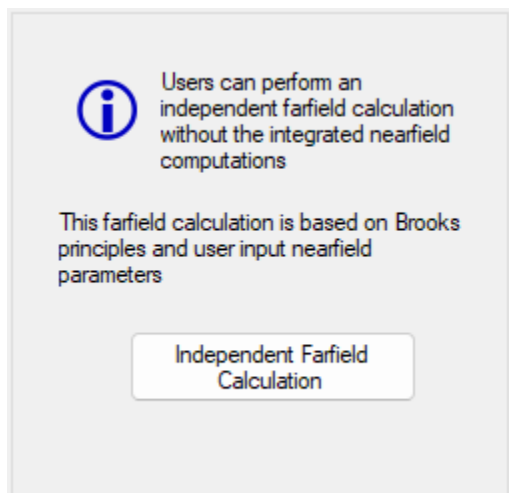 Users can perform an
independent farfield calculation
without the integrated nearfield
computations
This farfield calculation is based on Brooks
principles and user input nearfield
parameters
Independent Farfield
Calculation